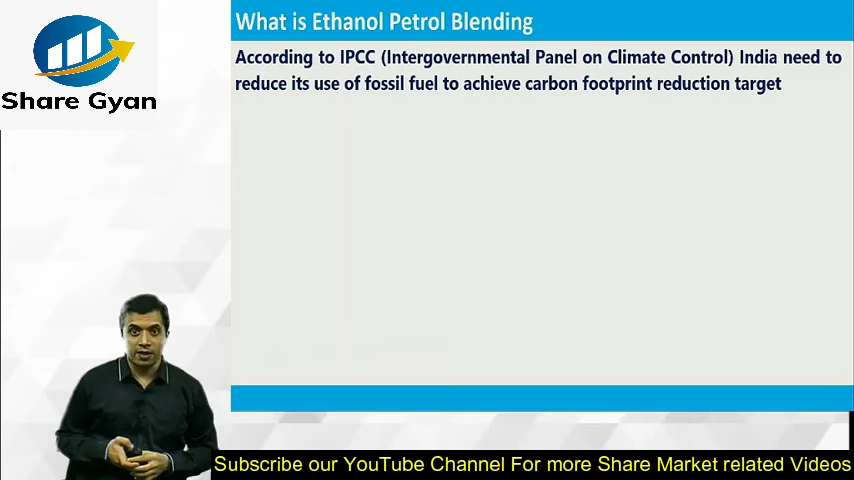 What is Ethanol Petrol Blending
According to IPCC (Intergovernmental Panel on Climate Control) India need to
reduce its use of fossil fuel to achieve carbon footprint reduction target
Share Gyan
Subscribe our YouTube Channel For more Share Market related Videos